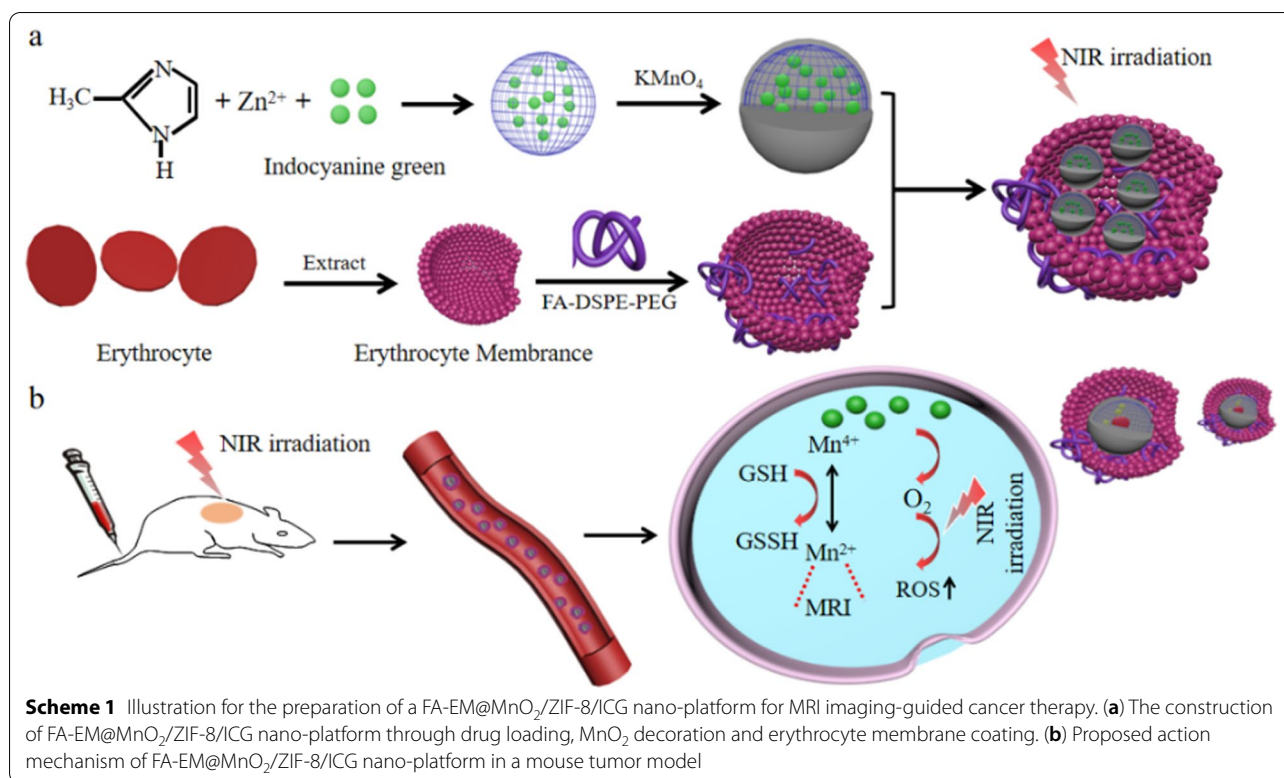 a
H₃C
N
N
H
+ Zn²⁺ +
Indocyanine green
KMnO₄
NIR irradiation
Erythrocyte
Extract
Erythrocyte Membrance
FA-DSPE-PEG
b
NIR irradiation
Mn⁴⁺
GSH
GSSH
Mn²⁺
MRI
O₂
NIR
irradiation
ROS↑
Scheme 1 Illustration for the preparation of a FA-EM@MnO₂/ZIF-8/ICG nano-platform for MRI imaging-guided cancer therapy. (a) The construction
of FA-EM@MnO₂/ZIF-8/ICG nano-platform through drug loading, MnO₂ decoration and erythrocyte membrane coating. (b) Proposed action
mechanism of FA-EM@MnO₂/ZIF-8/ICG nano-platform in a mouse tumor model